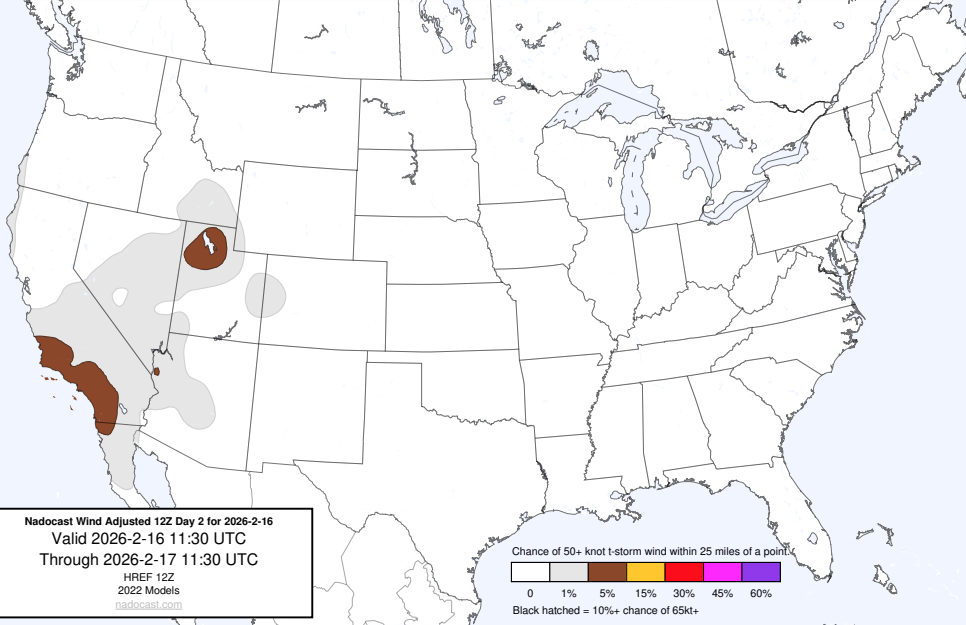 Nadocast Wind Adjusted 12Z Day 2 for 2026-2-16
Valid 2026-2-16 11:30 UTC
Through 2026-2-17 11:30 UTC
HREF 12Z
2022 Models
nadocast.com
Chance of 50+ knot t-storm wind within 25 miles of a point.
0 1% 5% 15% 30% 45% 60%
Black hatched = 10%+ chance of 65kt+